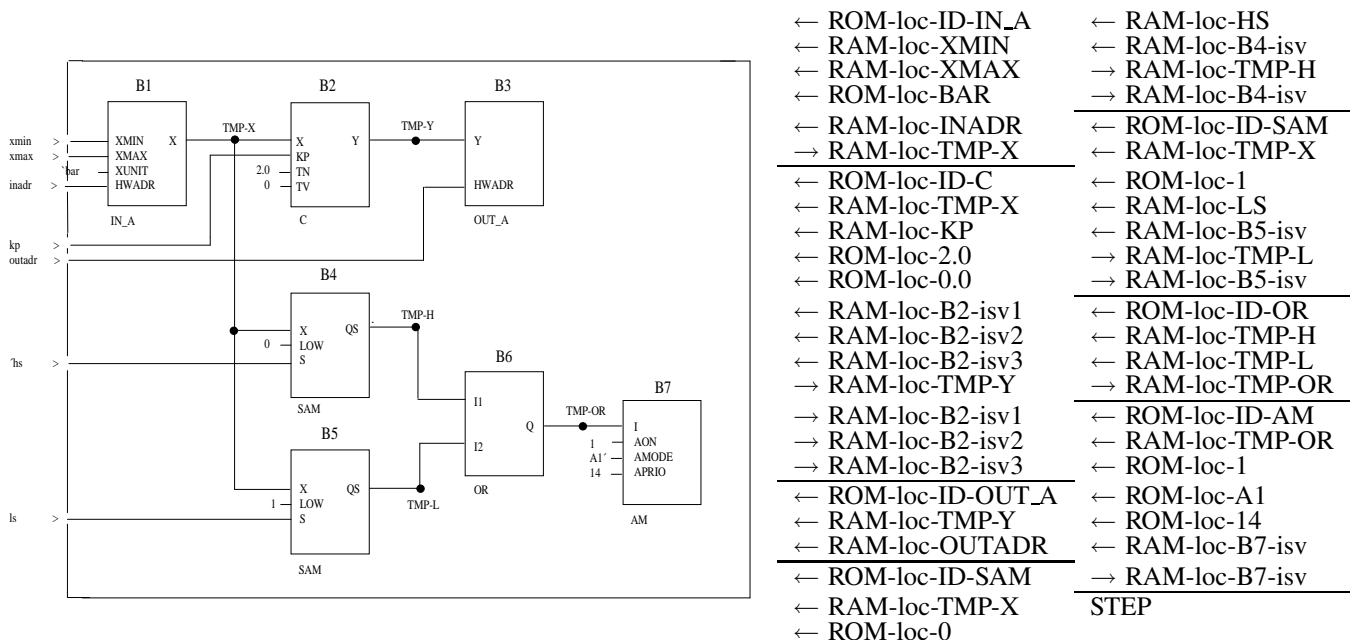 B1
B2
B3
xmin >
xmax >
`bar
inadr >
XMIN X
XMAX
XUNIT
HWADR
IN_A
TMP-X
X Y
KP
2.0 TN
0 TV
C
TMP-Y
Y
HWADR
OUT_A
kp >
outadr >
B4
X QS
0 LOW
S
SAM
TMP-H
´hs >
B5
X QS
1 LOW
S
SAM
TMP-L
ls >
B6
I1
Q
I2
OR
TMP-OR
B7
I
1 AON
A1´ AMODE
14 APRIO
AM
← ROM-loc-ID-IN_A
← RAM-loc-XMIN
← RAM-loc-XMAX
← ROM-loc-BAR
← RAM-loc-INADR
→ RAM-loc-TMP-X
← ROM-loc-ID-C
← RAM-loc-TMP-X
← RAM-loc-KP
← ROM-loc-2.0
← ROM-loc-0.0
← RAM-loc-B2-isv1
← RAM-loc-B2-isv2
← RAM-loc-B2-isv3
→ RAM-loc-TMP-Y
→ RAM-loc-B2-isv1
→ RAM-loc-B2-isv2
→ RAM-loc-B2-isv3
← ROM-loc-ID-OUT_A
← RAM-loc-TMP-Y
← RAM-loc-OUTADR
← ROM-loc-ID-SAM
← RAM-loc-TMP-X
← ROM-loc-0
← RAM-loc-HS
← RAM-loc-B4-isv
→ RAM-loc-TMP-H
→ RAM-loc-B4-isv
← ROM-loc-ID-SAM
← RAM-loc-TMP-X
← ROM-loc-1
← RAM-loc-LS
← RAM-loc-B5-isv
→ RAM-loc-TMP-L
→ RAM-loc-B5-isv
← ROM-loc-ID-OR
← RAM-loc-TMP-H
← RAM-loc-TMP-L
→ RAM-loc-TMP-OR
← ROM-loc-ID-AM
← RAM-loc-TMP-OR
← ROM-loc-1
← ROM-loc-A1
← ROM-loc-14
← RAM-loc-B7-isv
→ RAM-loc-B7-isv
STEP